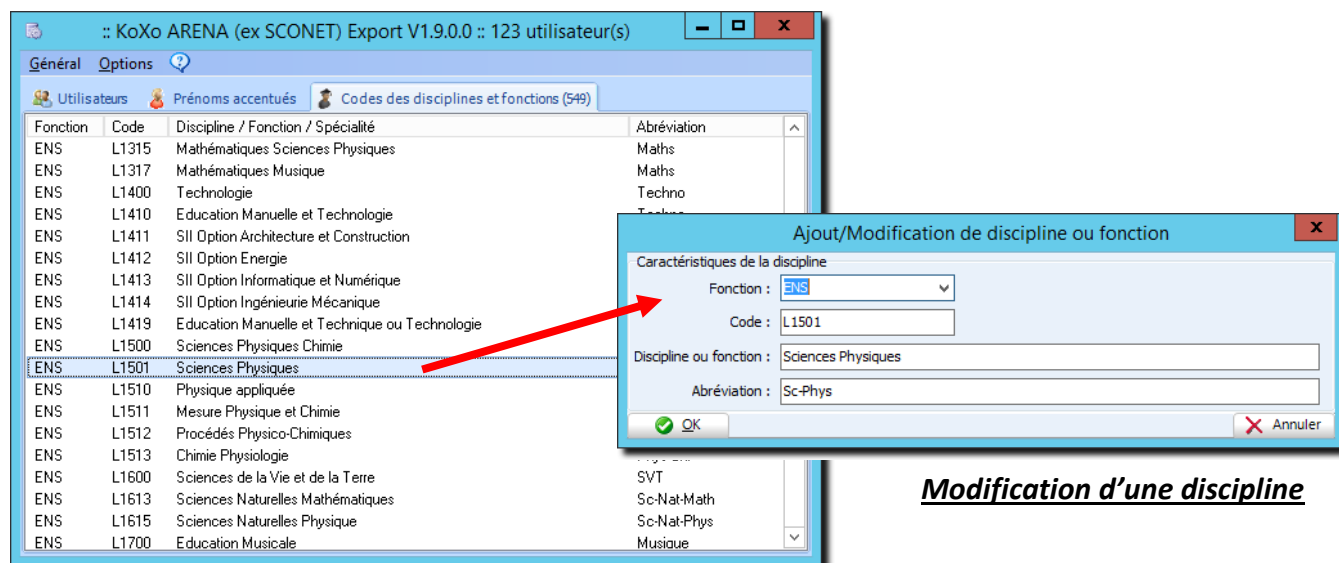 :: KoXo ARENA (ex SCONET) Export V1.9.0.0 :: 123 utilisateur(s)
Général Options
Utilisateurs Prénoms accentués Codes des disciplines et fonctions (549)
Fonction Code Discipline / Fonction / Spécialité Abréviation
ENS L1315 Mathématiques Sciences Physiques Maths
ENS L1317 Mathématiques Musique Maths
ENS L1400 Technologie Techno
ENS L1410 Education Manuelle et Technologie
ENS L1411 SII Option Architecture et Construction
ENS L1412 SII Option Energie
ENS L1413 SII Option Informatique et Numérique
ENS L1414 SII Option Ingénieurie Mécanique
ENS L1419 Education Manuelle et Technique ou Technologie
ENS L1500 Sciences Physiques Chimie
ENS L1501 Sciences Physiques
ENS L1510 Physique appliquée
ENS L1511 Mesure Physique et Chimie
ENS L1512 Procédés Physico-Chimiques
ENS L1513 Chimie Physiologie
ENS L1600 Sciences de la Vie et de la Terre SVT
ENS L1613 Sciences Naturelles Mathématiques Sc-Nat-Math
ENS L1615 Sciences Naturelles Physique Sc-Nat-Phys
ENS L1700 Education Musicale Musique
Ajout/Modification de discipline ou fonction
Caractéristiques de la discipline
Fonction : ENS
Code : L1501
Discipline ou fonction : Sciences Physiques
Abréviation : Sc-Phys
OK Annuler
Modification d'une discipline